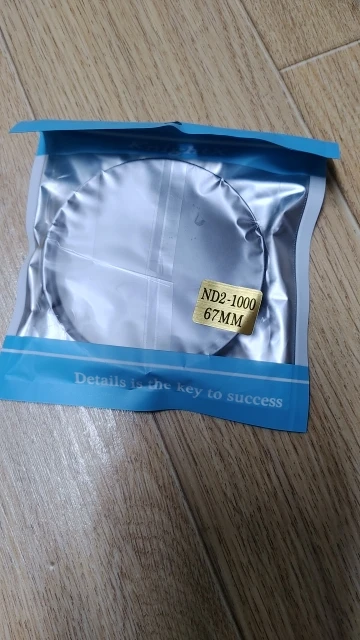 ND2-1000
67MM
Details is the key to success